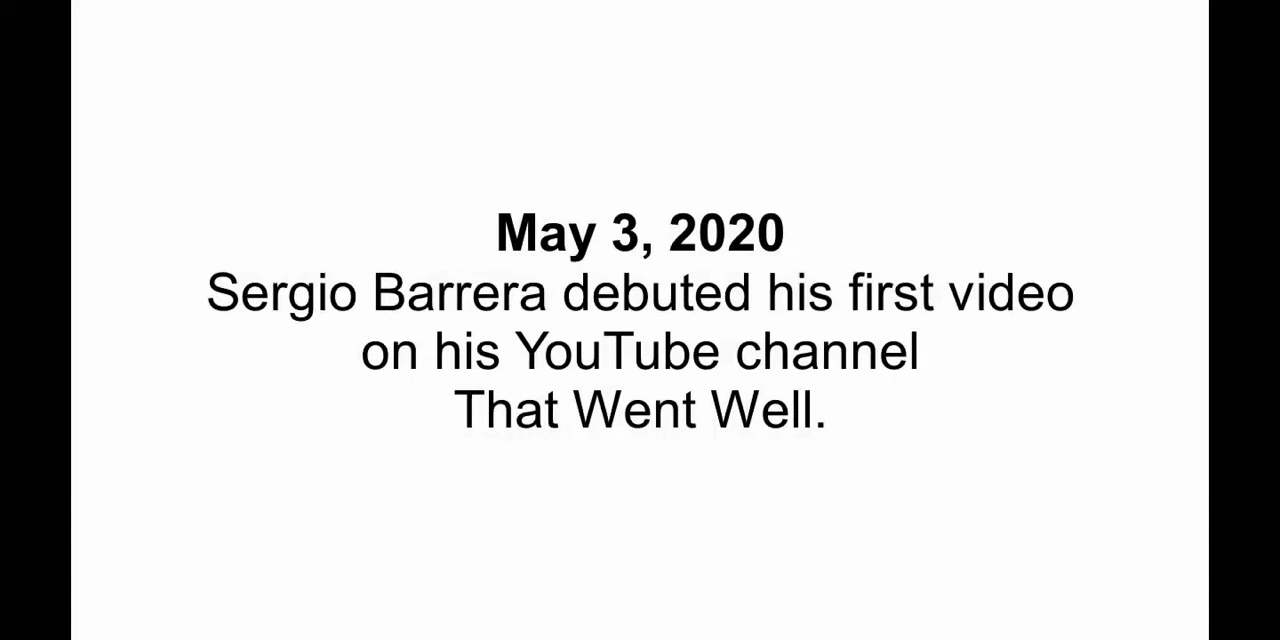 May 3, 2020
Sergio Barrera debuted his first video
on his YouTube channel
That Went Well.